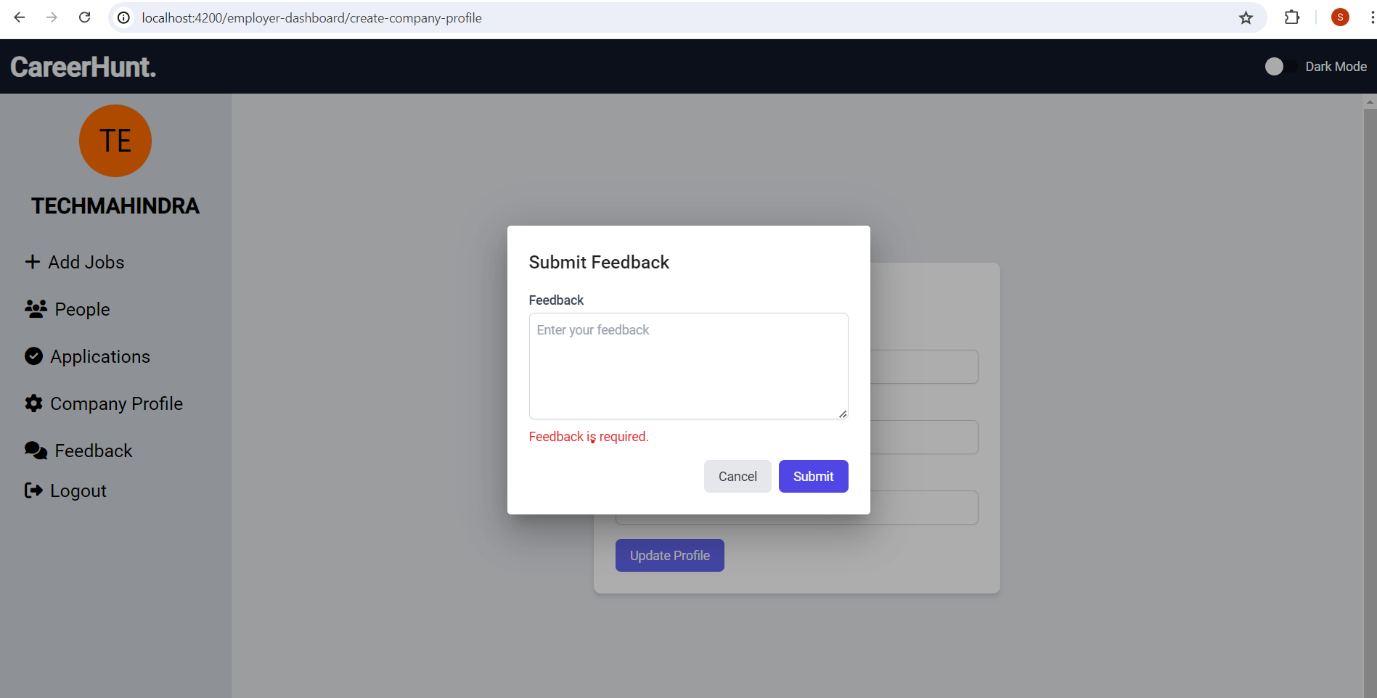 localhost:4200/employer-dashboard/create-company-profile
S
CareerHunt.
Dark Mode
TE
TECHMAHINDRA
Add Jobs
People
Applications
Company Profile
Feedback
Logout
Submit Feedback
Feedback
Enter your feedback
Feedback is required.
Cancel
Submit
Update Profile